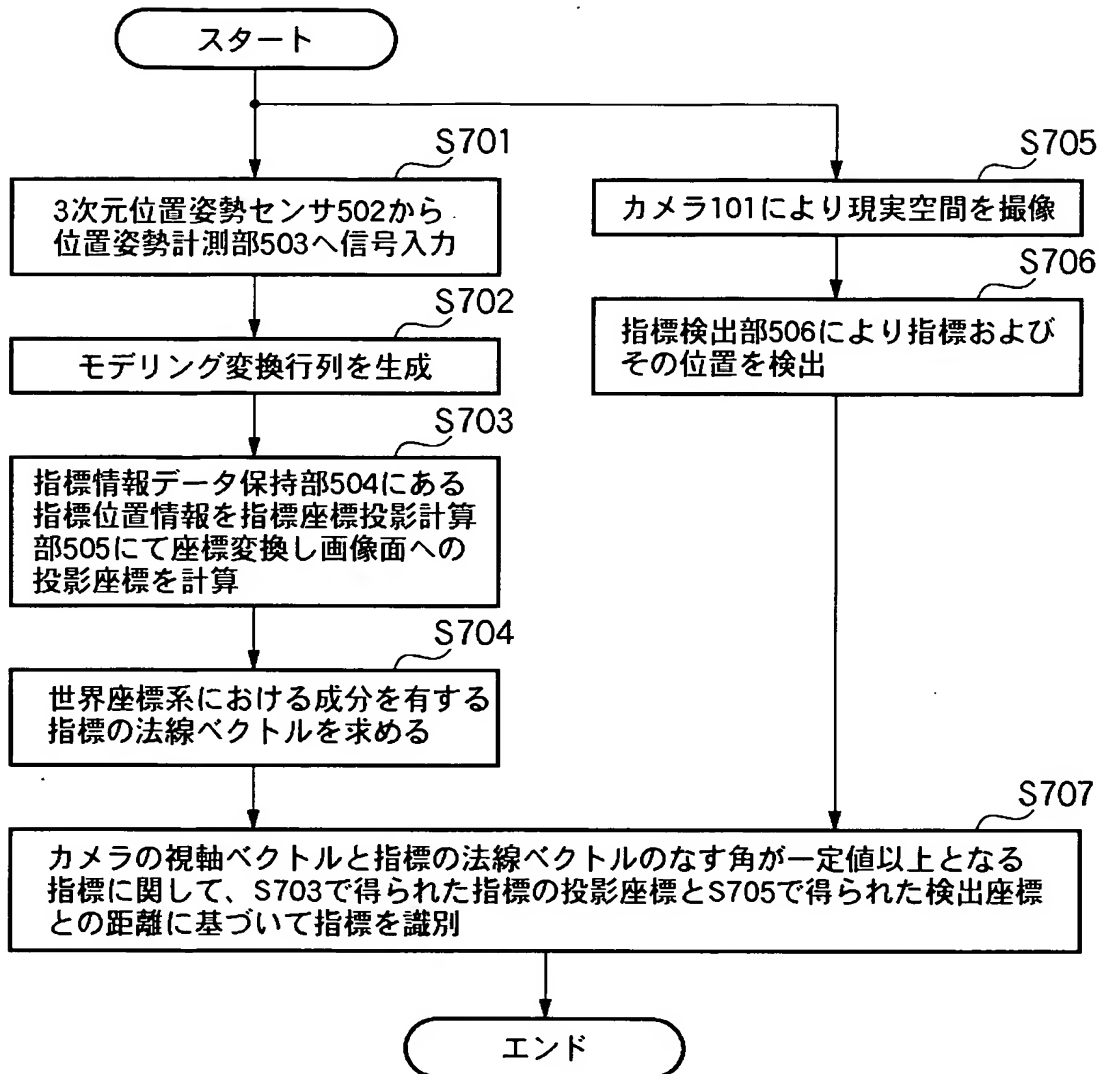 スタート
S701
3次元位置姿勢センサ502から
位置姿勢計測部503へ信号入力
S702
モデリング変換行列を生成
S703
指標情報データ保持部504にある
指標位置情報を指標座標投影計算
部505にて座標変換し画像面への
投影座標を計算
S704
世界座標系における成分を有する
指標の法線ベクトルを求める
S705
カメラ101により現実空間を撮像
S706
指標検出部506により指標および
その位置を検出
S707
カメラの視軸ベクトルと指標の法線ベクトルのなす角が一定値以上となる
指標に関して、S703で得られた指標の投影座標とS705で得られた検出座標
との距離に基づいて指標を識別
エンド